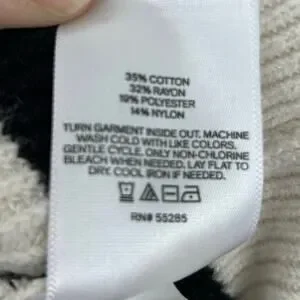 35% COTTON
32% RAYON
19% POLYESTER
14% NYLON
TURN GARMENT INSIDE OUT. MACHINE
WASH COLD WITH LIKE COLORS.
GENTLE CYCLE. ONLY NON-CHLORINE
BLEACH WHEN NEEDED. LAY FLAT TO
DRY. COOL IRON IF NEEDED.
RN# 55285